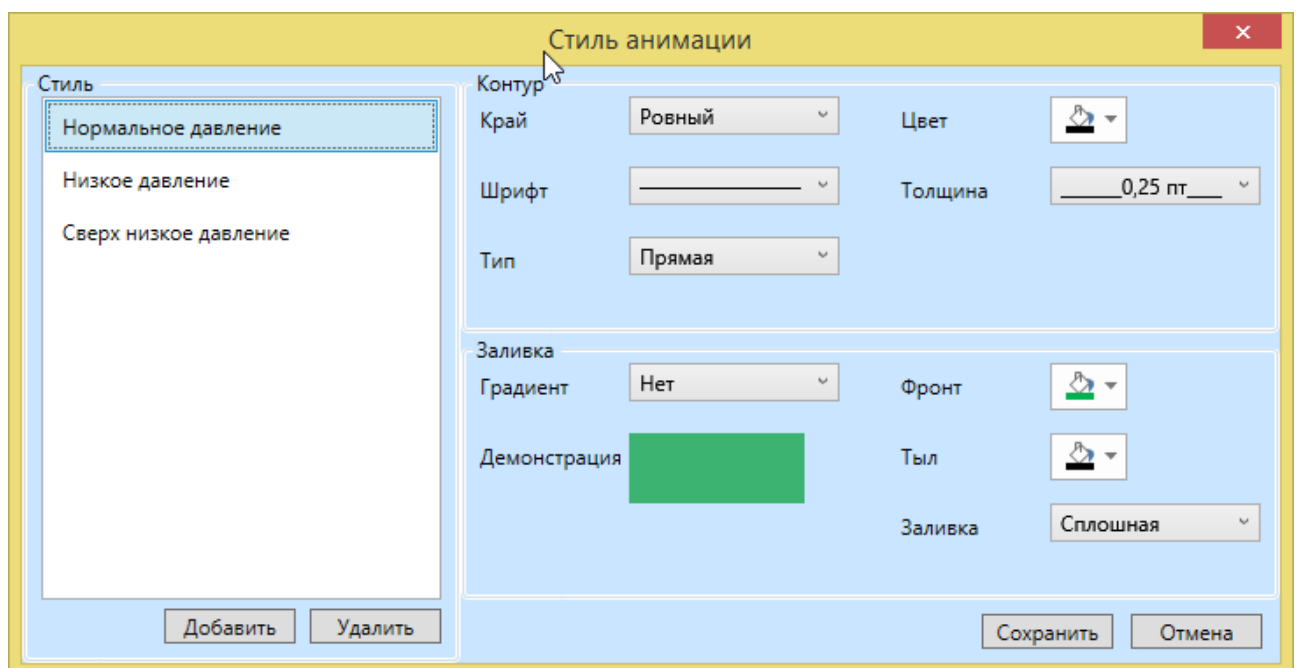 Стиль анимации
Стиль
Нормальное давление
Низкое давление
Сверх низкое давление
Добавить Удалить
Контур
Край Ровный Цвет
Шрифт Толщина 0,25 пт
Тип Прямая
Заливка
Градиент Нет Фронт
Демонстрация Тыл
Заливка Сплошная
Сохранить Отмена